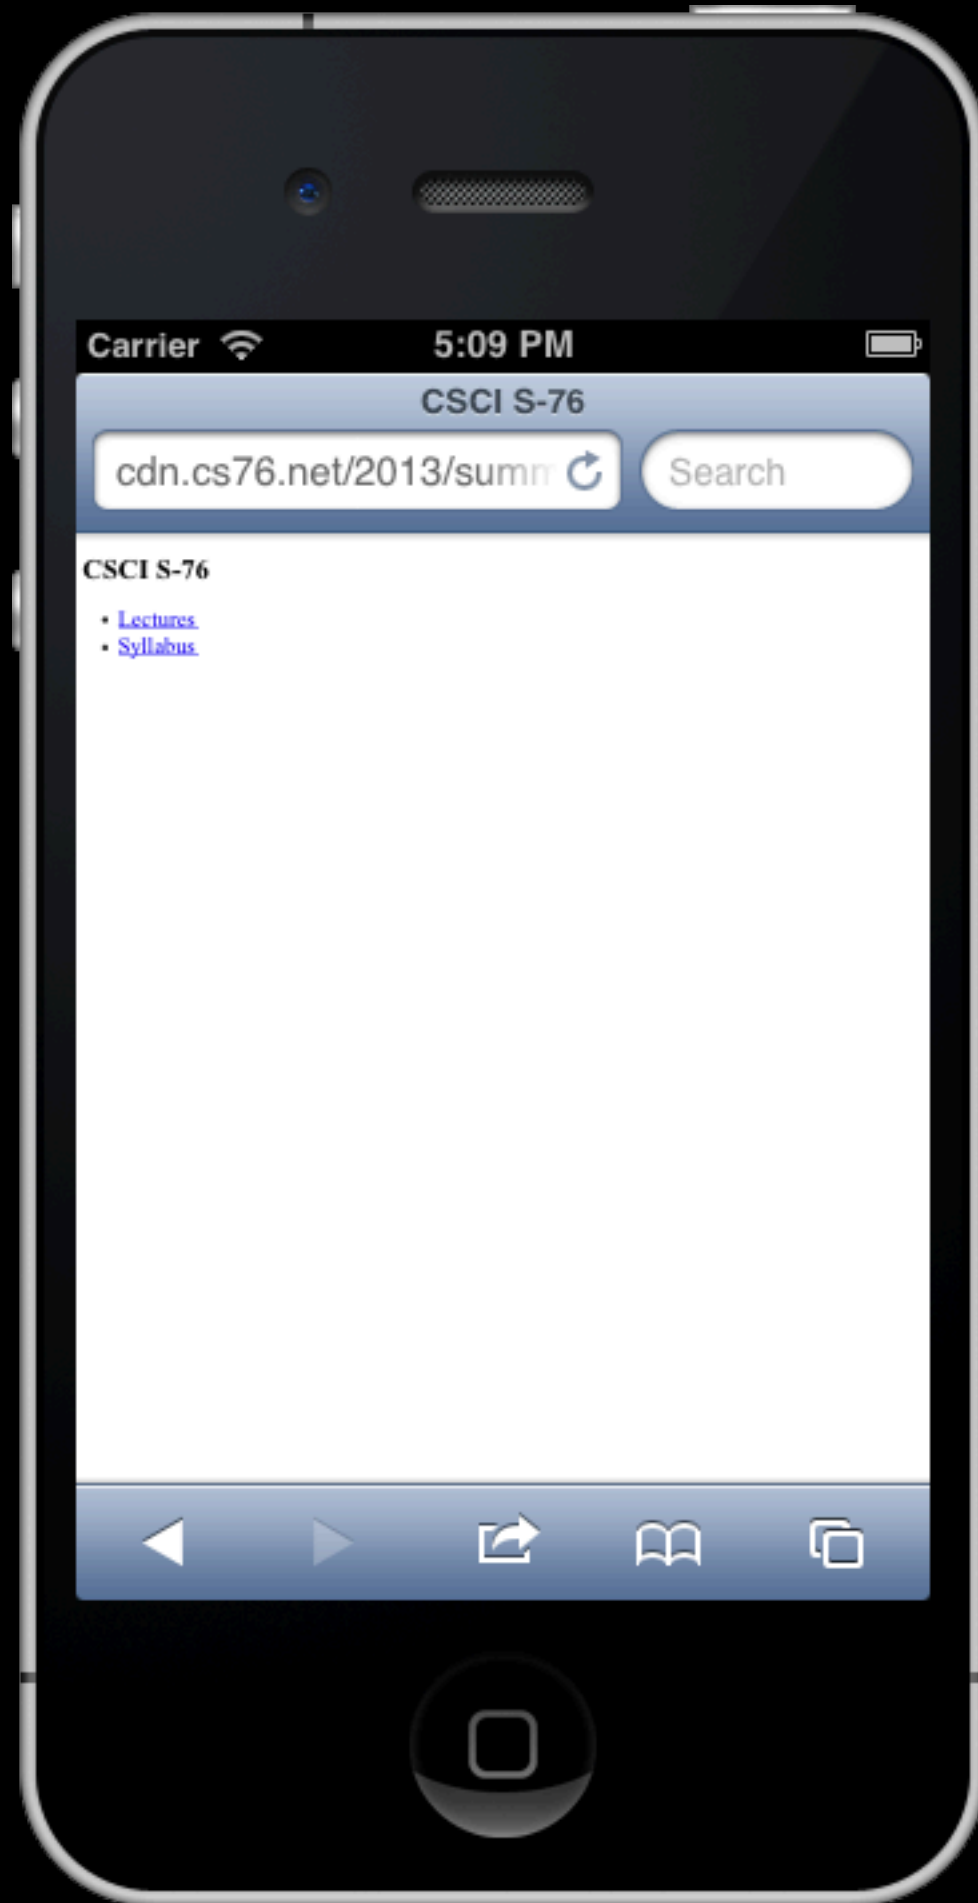 Carrier 5:09 PM
CSCI S-76
cdn.cs76.net/2013/summ Search
CSCI S-76
• Lectures
• Syllabus